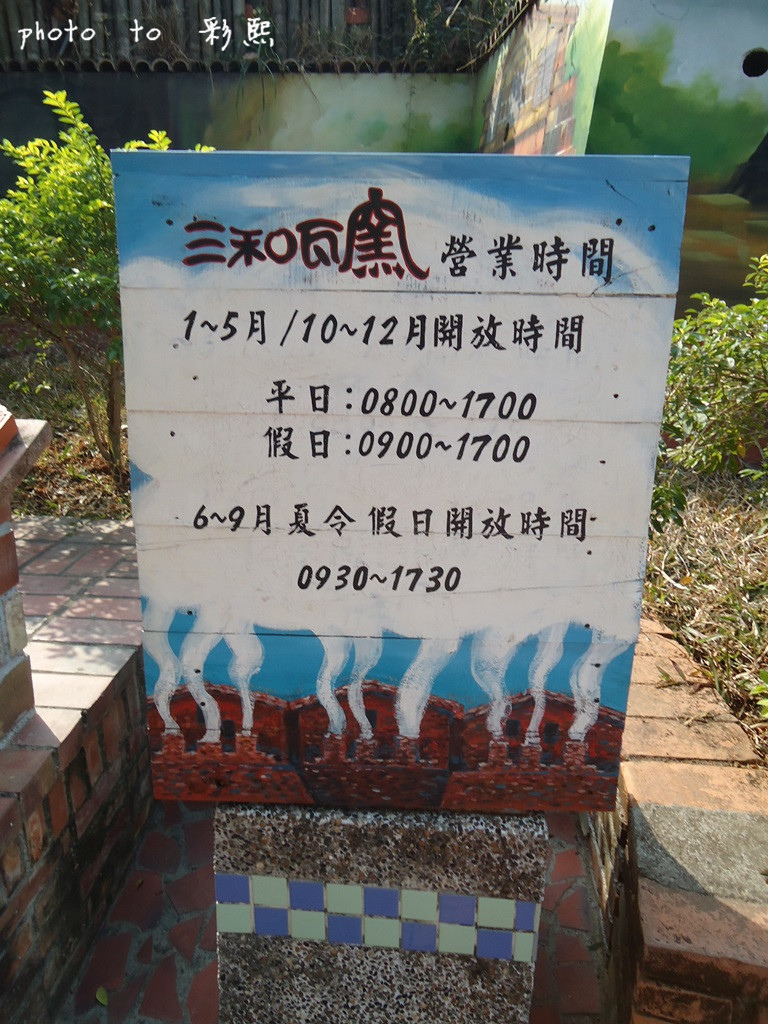 photo to 彩熙
三和瓦窯 營業時間
1~5月/10~12月開放時間
平日:0800~1700
假日:0900~1700
6~9月夏令假日開放時間
0930~1730